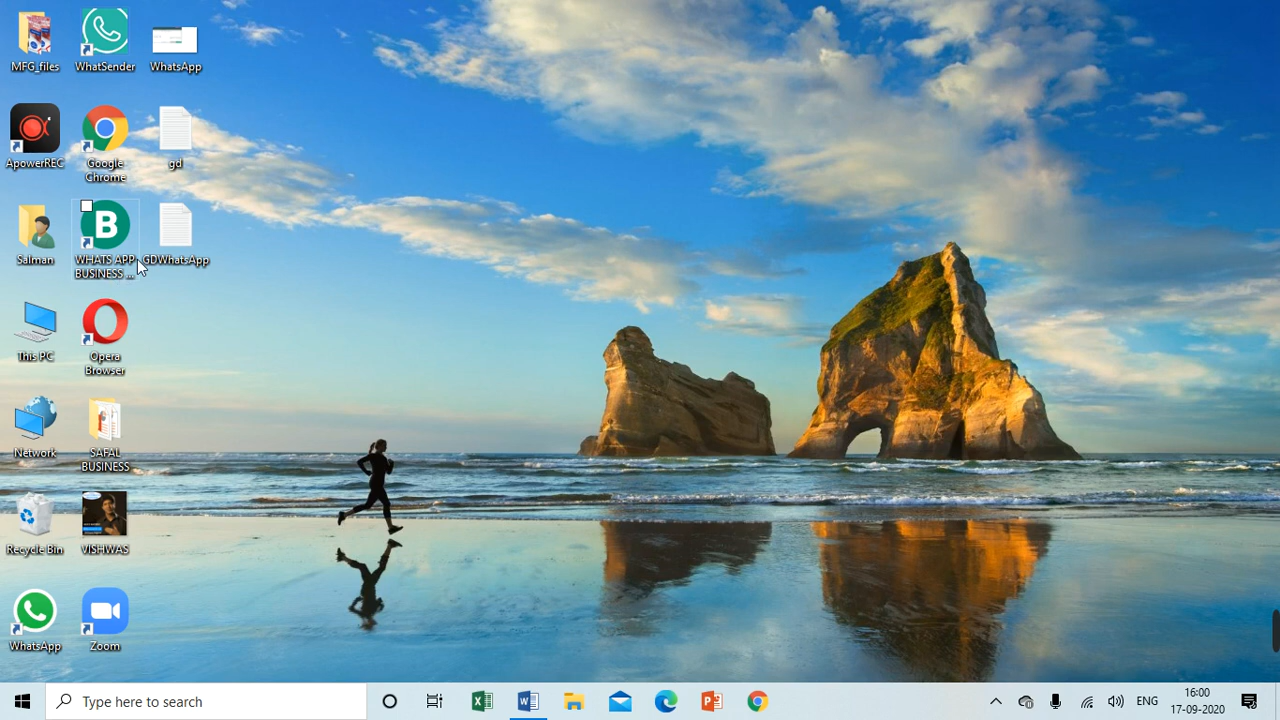 MFG_files
WhatSender
WhatsApp
ApowerREC
Google
Chrome
gd
Salman
B
WHATS APP
BUSINESS ...
GDWhatsApp
This PC
Opera
Browser
Network
SAFAL
BUSINESS
Recycle Bin
VISHWAS
WhatsApp
Zoom
Type here to search
ENG
16:00
17-09-2020